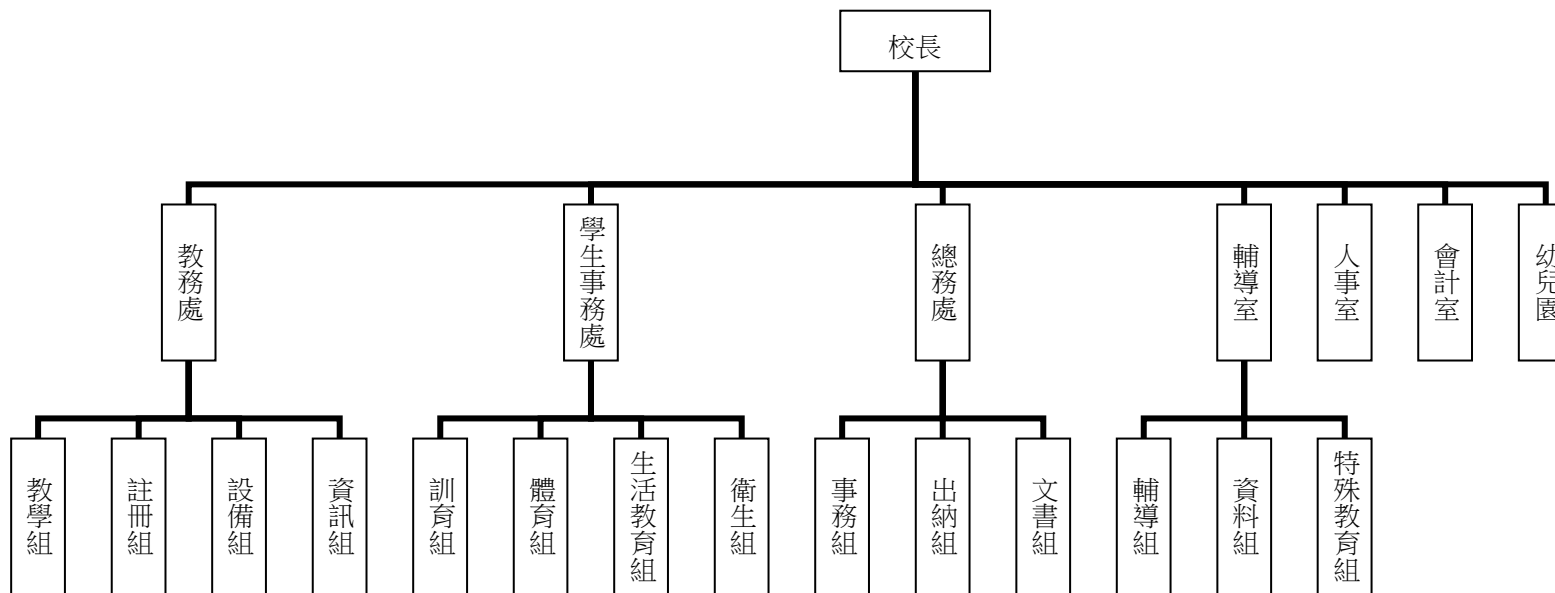 校長
教務處
學生事務處
總務處
輔導室
人事室
會計室
幼兒園
教學組
註冊組
設備組
資訊組
訓育組
體育組
生活教育組
衛生組
事務組
出納組
文書組
輔導組
資料組
特殊教育組